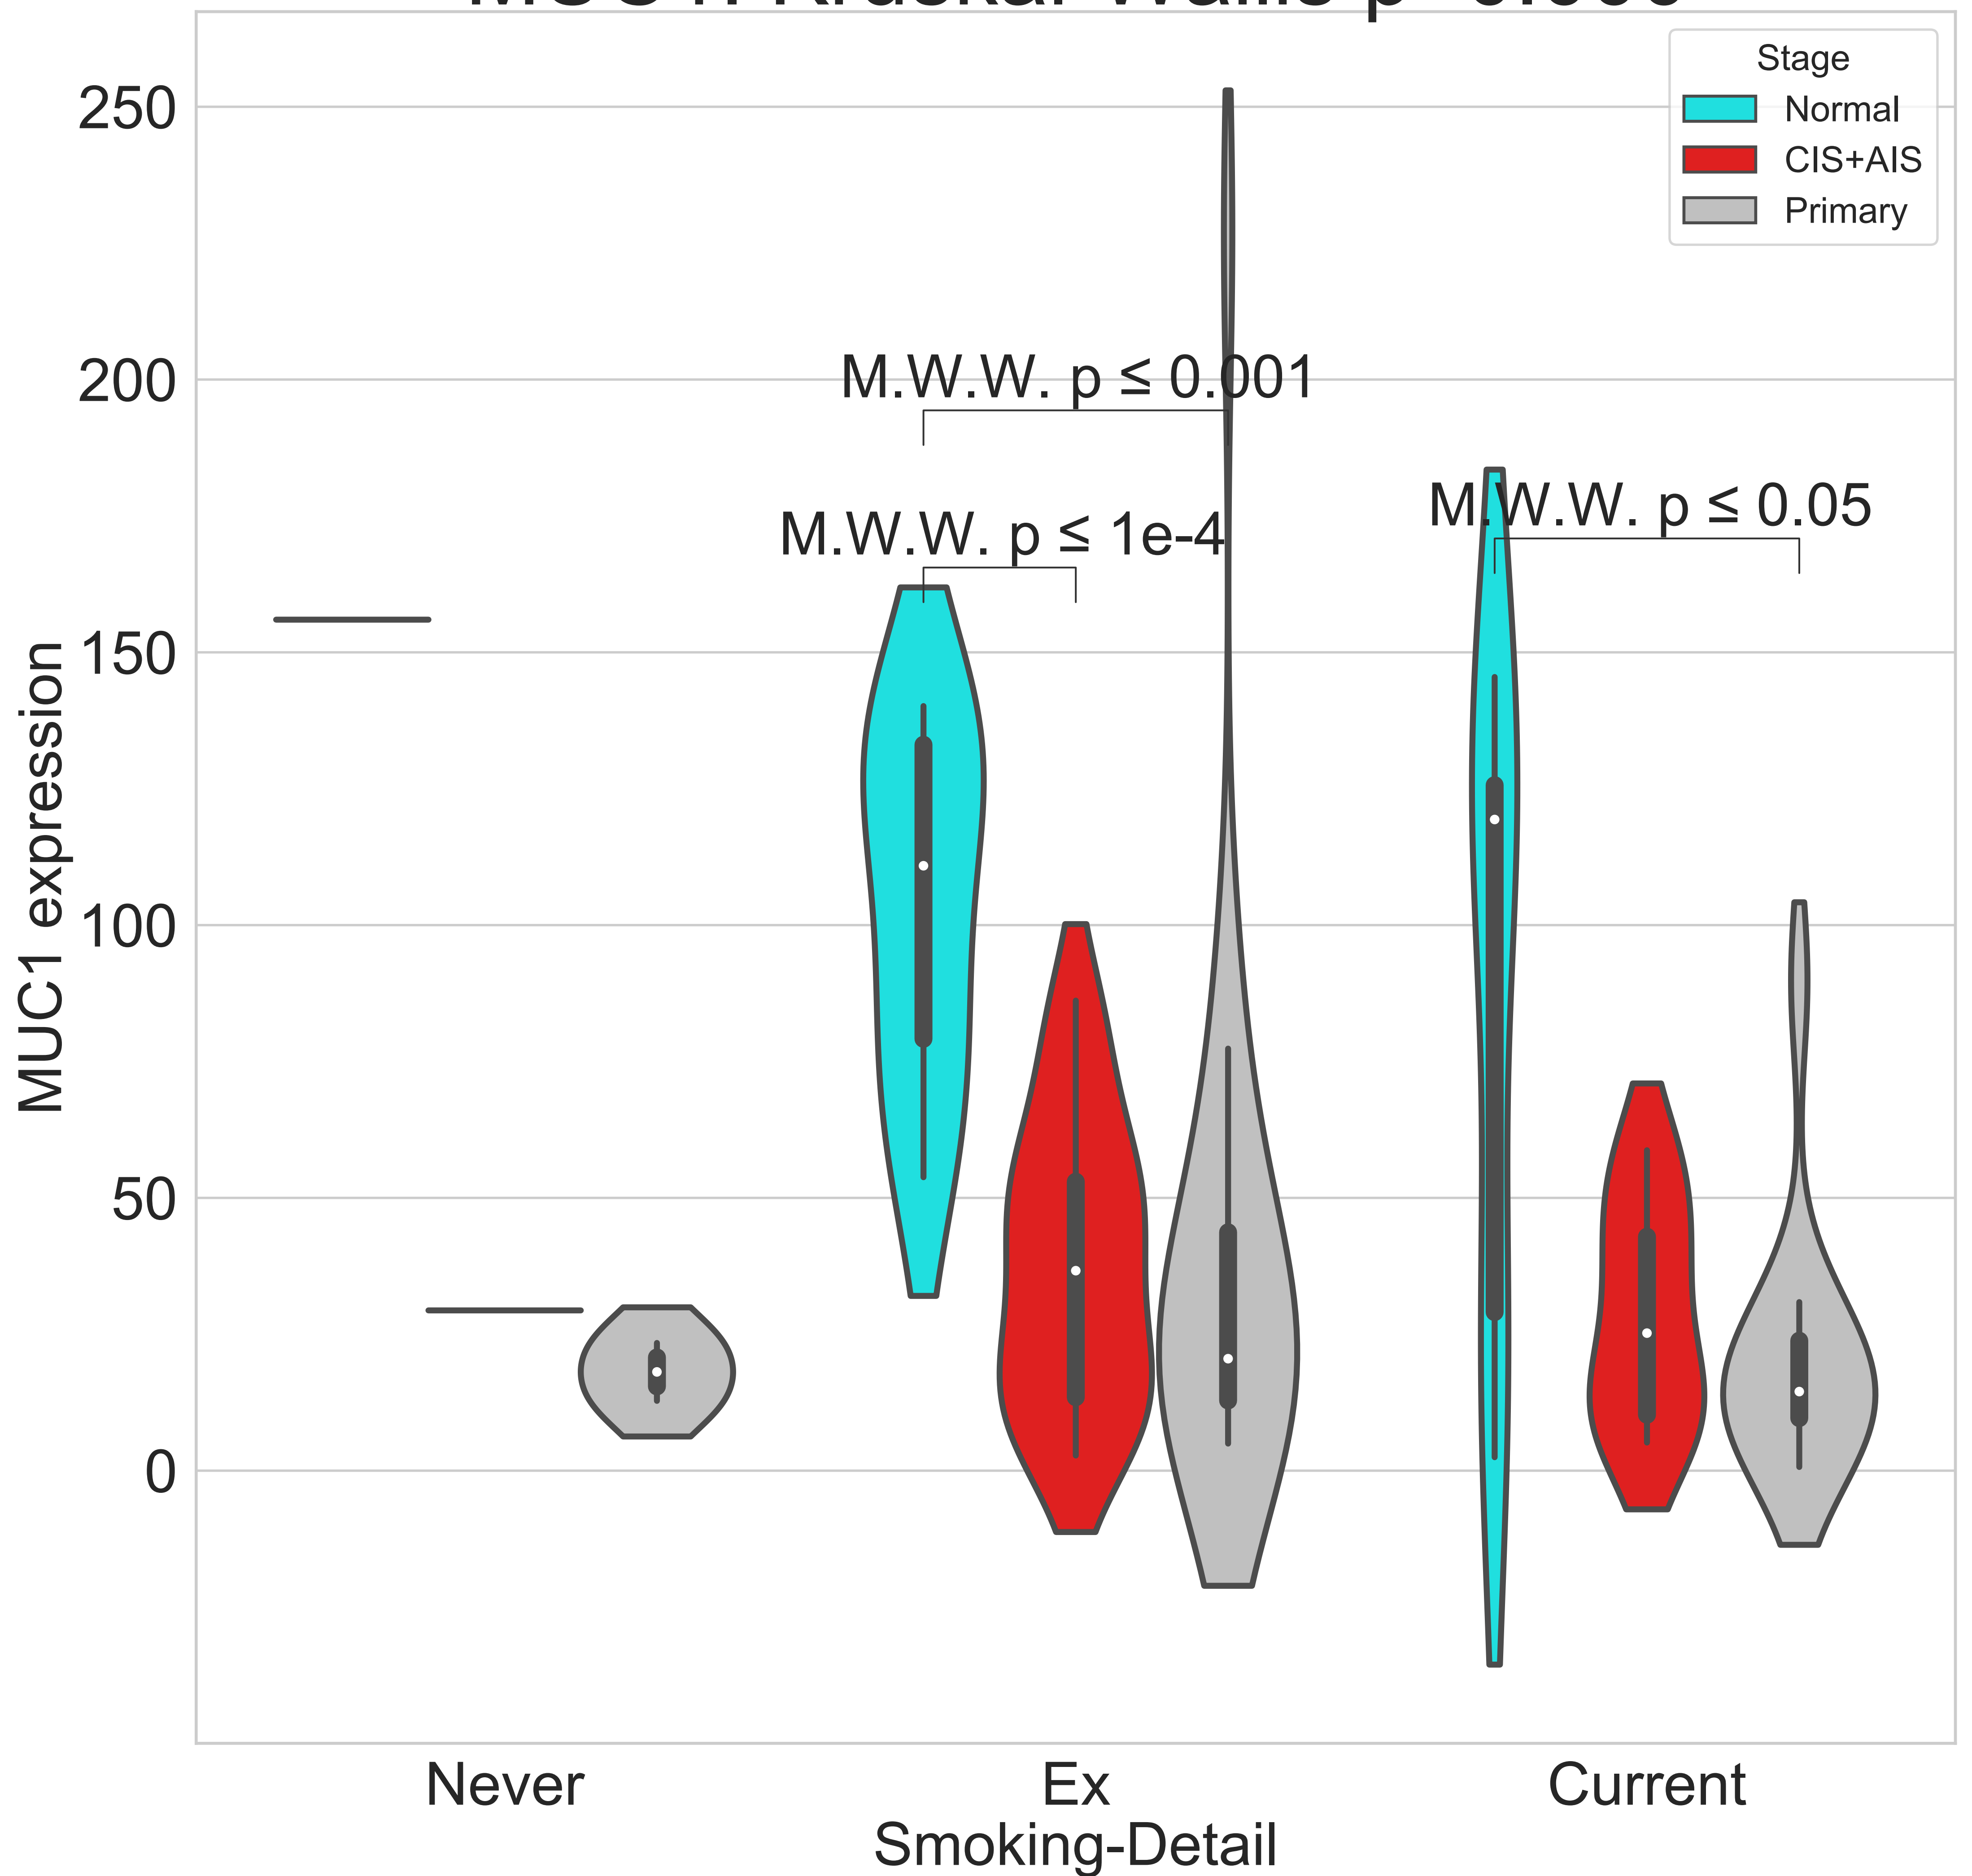 Stage
Normal
CIS+AIS
Primary
250
200
150
100
50
0
MUC1 expression
M.W.W. p ≤ 0.001
M.W.W. p ≤ 1e-4
M.W.W. p ≤ 0.05
Never
Ex
Current
Smoking-Detail